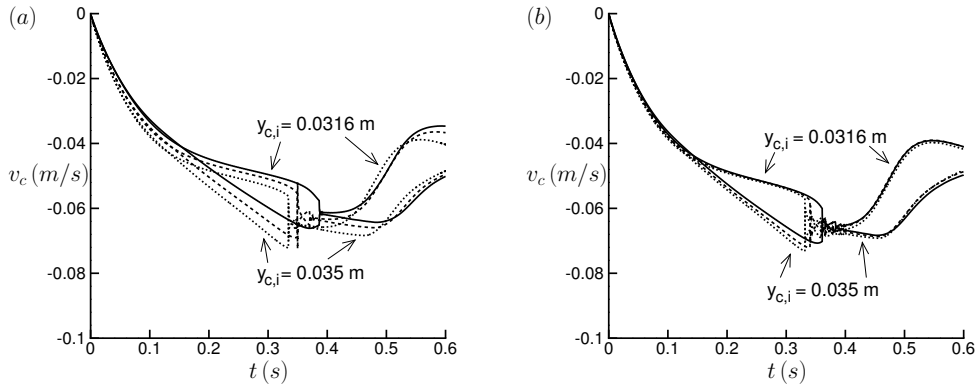 (a)
0
-0.02
-0.04
-0.06
-0.08
-0.1
v_c (m/s)
y_c,i = 0.0316 m
y_c,i = 0.035 m
0 0.1 0.2 0.3 0.4 0.5 0.6
t (s)
(b)
0
-0.02
-0.04
-0.06
-0.08
-0.1
v_c (m/s)
y_c,i = 0.0316 m
y_c,i = 0.035 m
0 0.1 0.2 0.3 0.4 0.5 0.6
t (s)